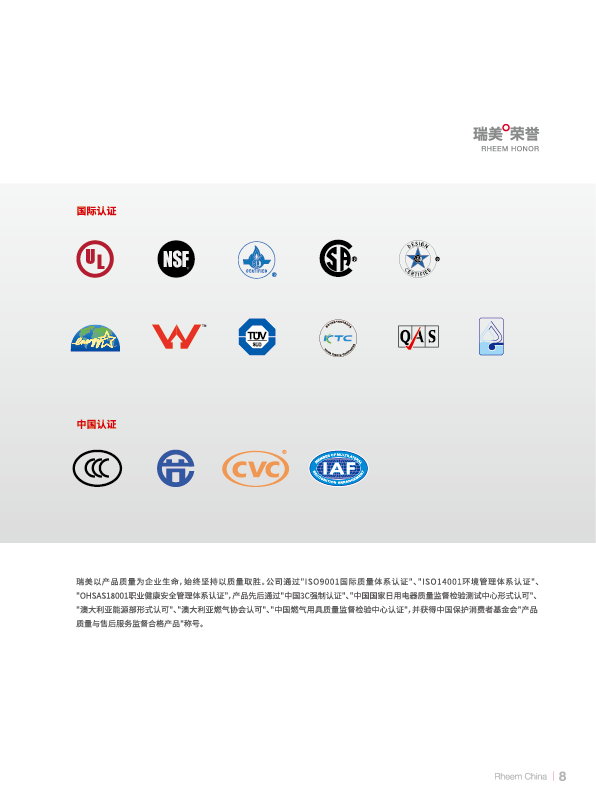 瑞美 荣誉
RHEEM HONOR
国际认证
UL
NSF
CERTIFIED
DESIGN
CERTIFIED
energy
TM
TÜV
SÜD
KTC
QAS
中国认证
CVC
MEMBER OF MULTILATERAL
IAF
RECOGNITION ARRANGEMENT
瑞美以产品质量为企业生命，始终坚持以质量取胜。公司通过"ISO9001国际质量体系认证"、"ISO14001环境管理体系认证"、
"OHSAS18001职业健康安全管理体系认证"，产品先后通过"中国3C强制认证"、"中国国家日用电器质量监督检验测试中心形式认可"、
"澳大利亚能源部形式认可"、"澳大利亚燃气协会认可"、"中国燃气用具质量监督检验中心认证"，并获得中国保护消费者基金会"产品
质量与售后服务监督合格产品"称号。
Rheem China | 8